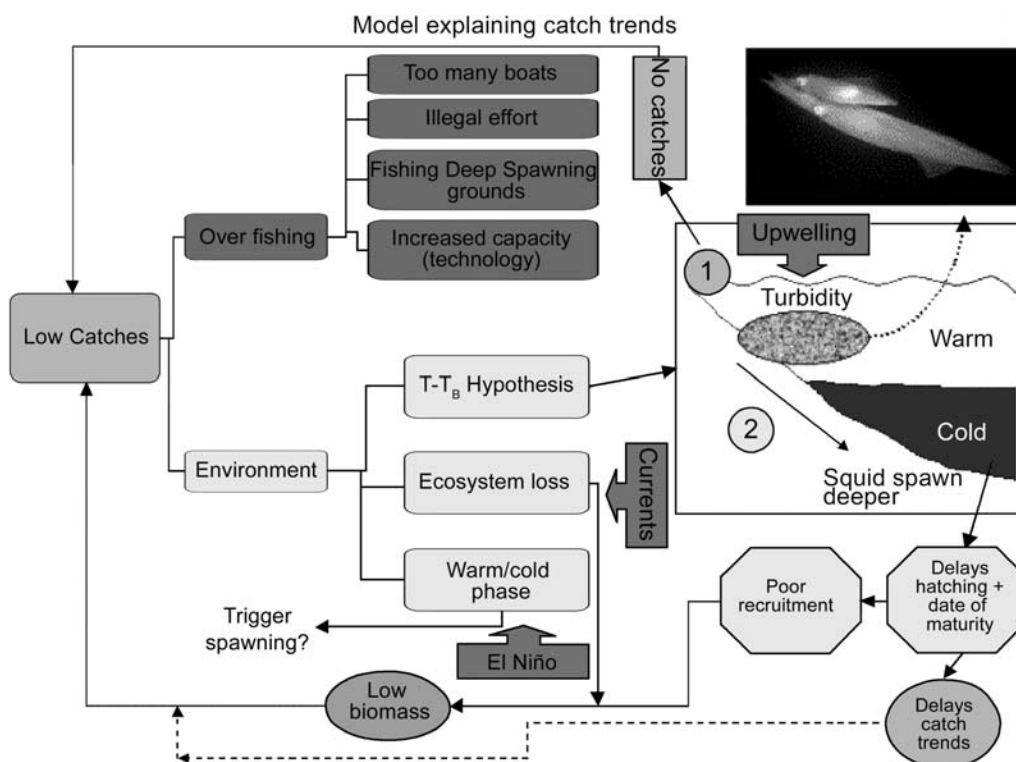 Model explaining catch trends
Too many boats
Illegal effort
Fishing Deep Spawning
grounds
Increased capacity
(technology)
Over fishing
No catches
Upwelling
1
Turbidity
Warm
Low Catches
T-T_B Hypothesis
2
Cold
Environment
Ecosystem loss
Currents
Squid spawn
deeper
Warm/cold
phase
Poor
recruitment
Delays
hatching +
date of
maturity
Trigger
spawning?
El Niño
Low
biomass
Delays
catch
trends